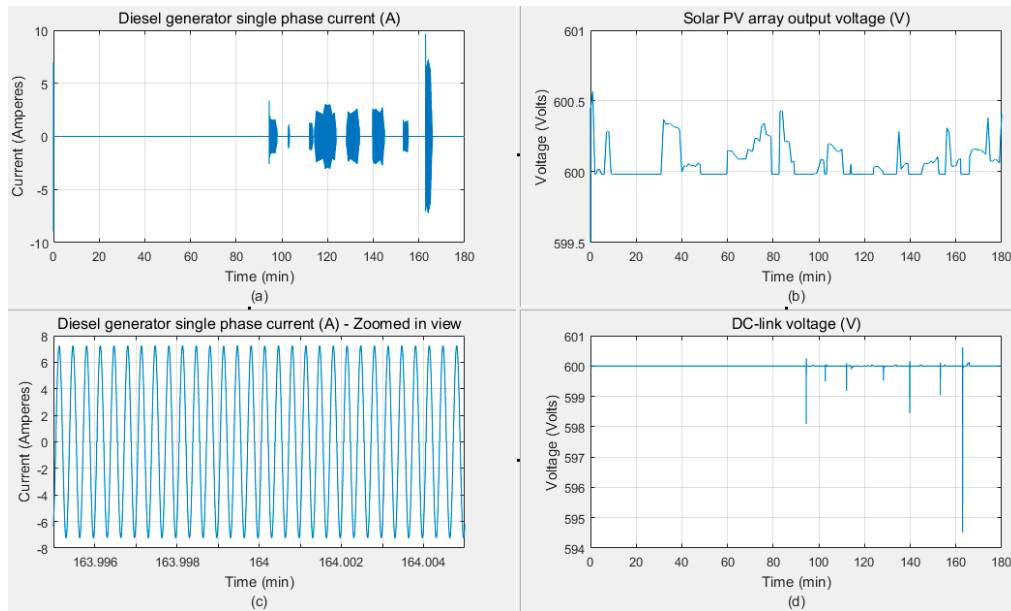 Diesel generator single phase current (A)
10
5
0
-5
-10
Current (Amperes)
0 20 40 60 80 100 120 140 160 180
Time (min)
(a)
Solar PV array output voltage (V)
601
600.5
600
599.5
Voltage (Volts)
0 20 40 60 80 100 120 140 160 180
Time (min)
(b)
Diesel generator single phase current (A) - Zoomed in view
8
6
4
2
0
-2
-4
-6
-8
Current (Amperes)
163.996 163.998 164 164.002 164.004
Time (min)
(c)
DC-link voltage (V)
601
600
599
598
597
596
595
594
Voltage (Volts)
0 20 40 60 80 100 120 140 160 180
Time (min)
(d)